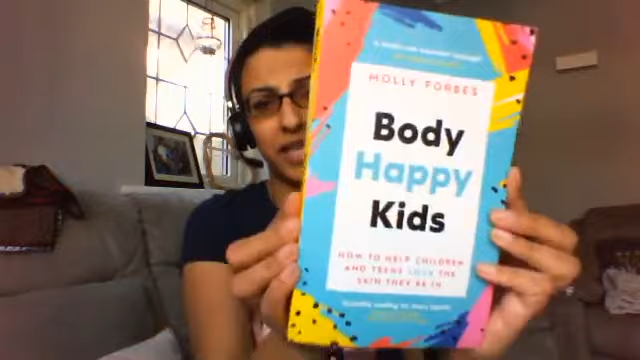 MOLLY FORBES
Body
Happy
Kids
HOW TO HELP CHILDREN
AND TEENS LOVE THE
SKIN THEY'RE IN